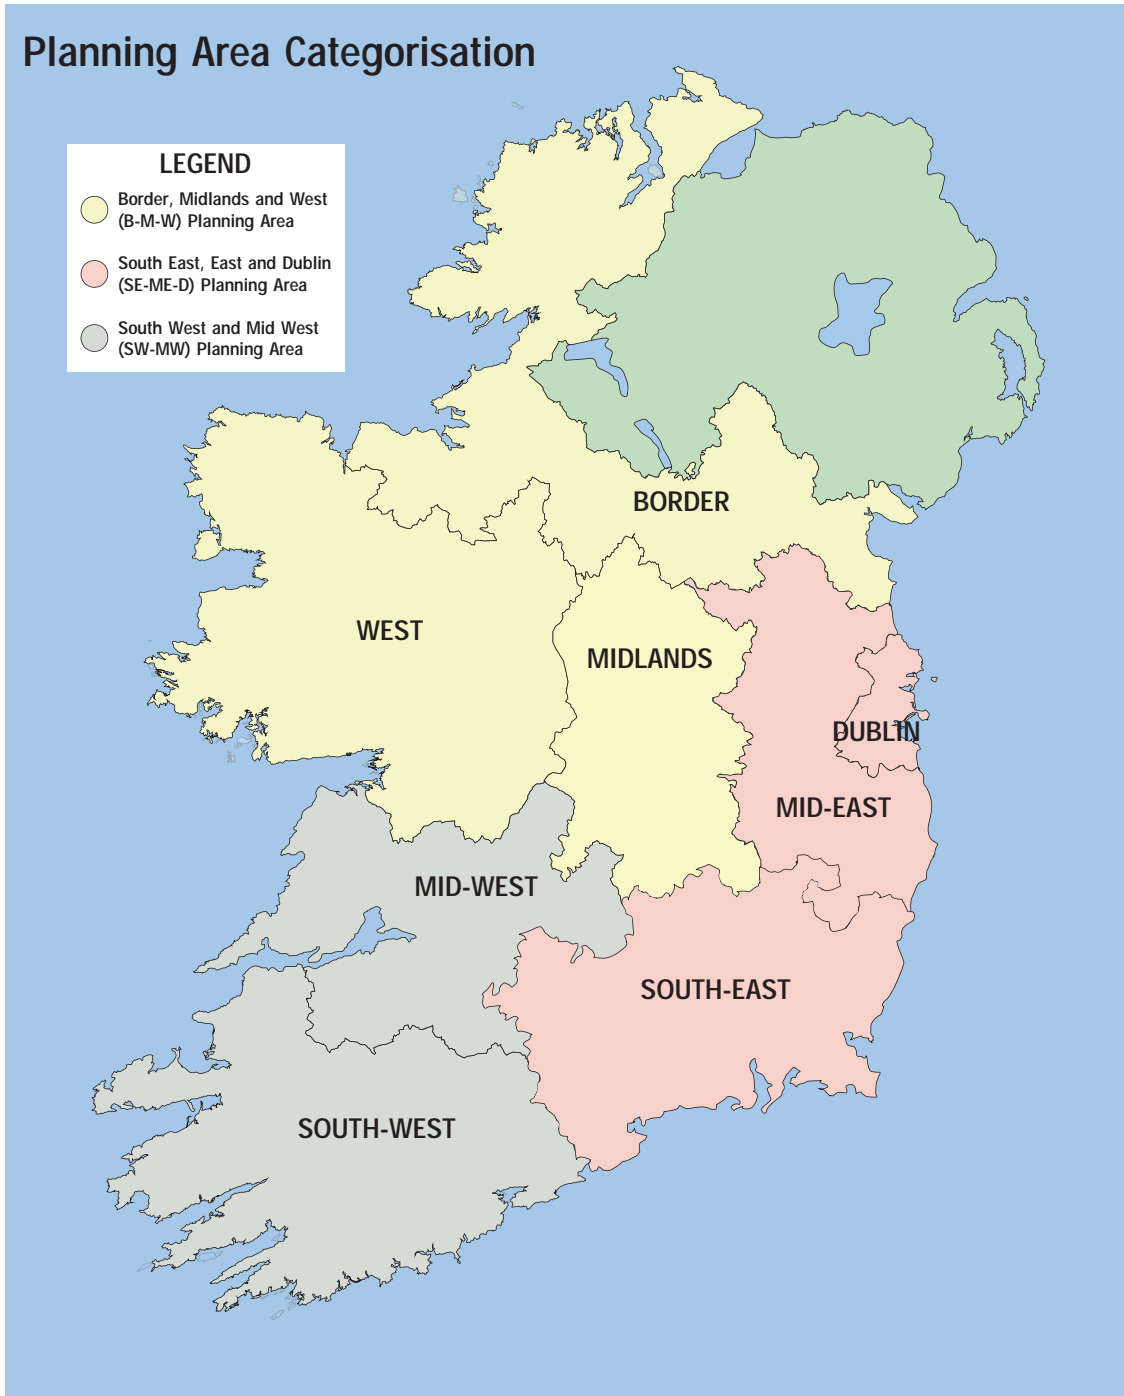 Planning Area Categorisation
LEGEND
Border, Midlands and West
(B-M-W) Planning Area
South East, East and Dublin
(SE-ME-D) Planning Area
South West and Mid West
(SW-MW) Planning Area
BORDER
WEST
MIDLANDS
DUBLIN
MID-EAST
MID-WEST
SOUTH-EAST
SOUTH-WEST